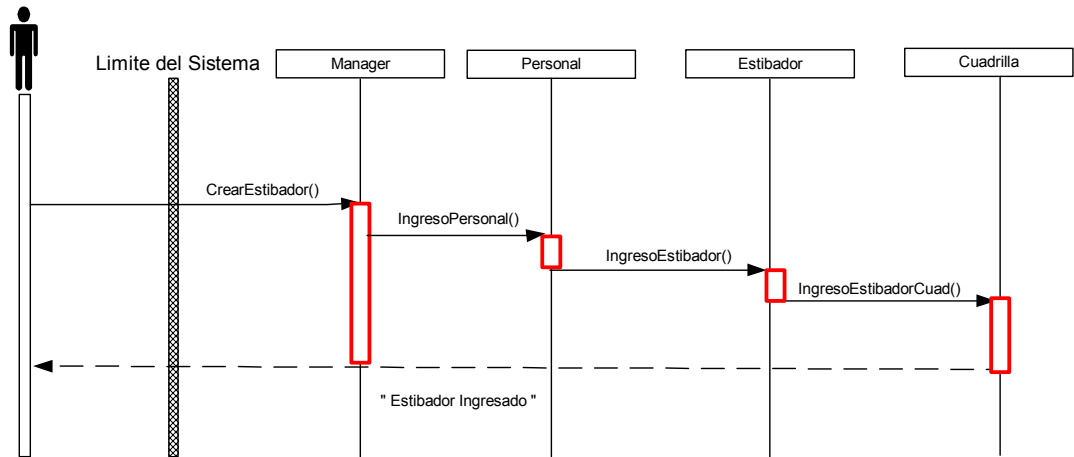 Limite del Sistema
Manager
Personal
Estibador
Cuadrilla
CrearEstibador()
IngresoPersonal()
IngresoEstibador()
IngresoEstibadorCuad()
" Estibador Ingresado "